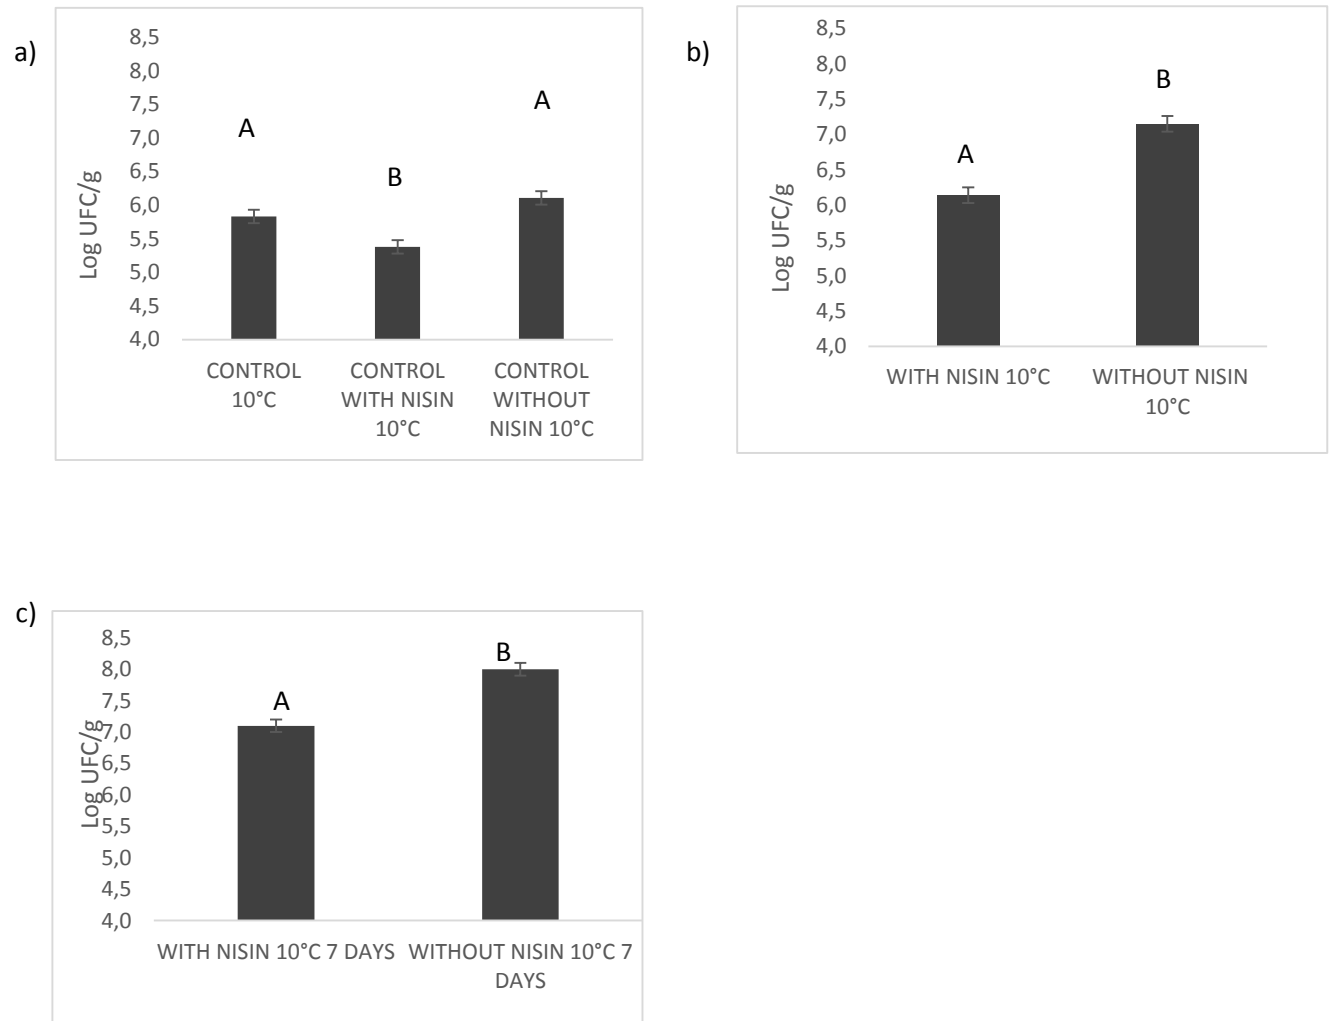 a)
8,5
8,0
7,5
7,0
6,5
6,0
5,5
5,0
4,5
4,0
Log UFC/g
A
B
A
CONTROL
10°C
CONTROL
WITH NISIN
10°C
CONTROL
WITHOUT
NISIN 10°C
b)
8,5
8,0
7,5
7,0
6,5
6,0
5,5
5,0
4,5
4,0
Log UFC/g
A
B
WITH NISIN 10°C
WITHOUT NISIN
10°C
c)
8,5
8,0
7,5
7,0
6,5
6,0
5,5
5,0
4,5
4,0
Log UFC/g
A
B
WITH NISIN 10°C 7 DAYS
WITHOUT NISIN 10°C 7
DAYS